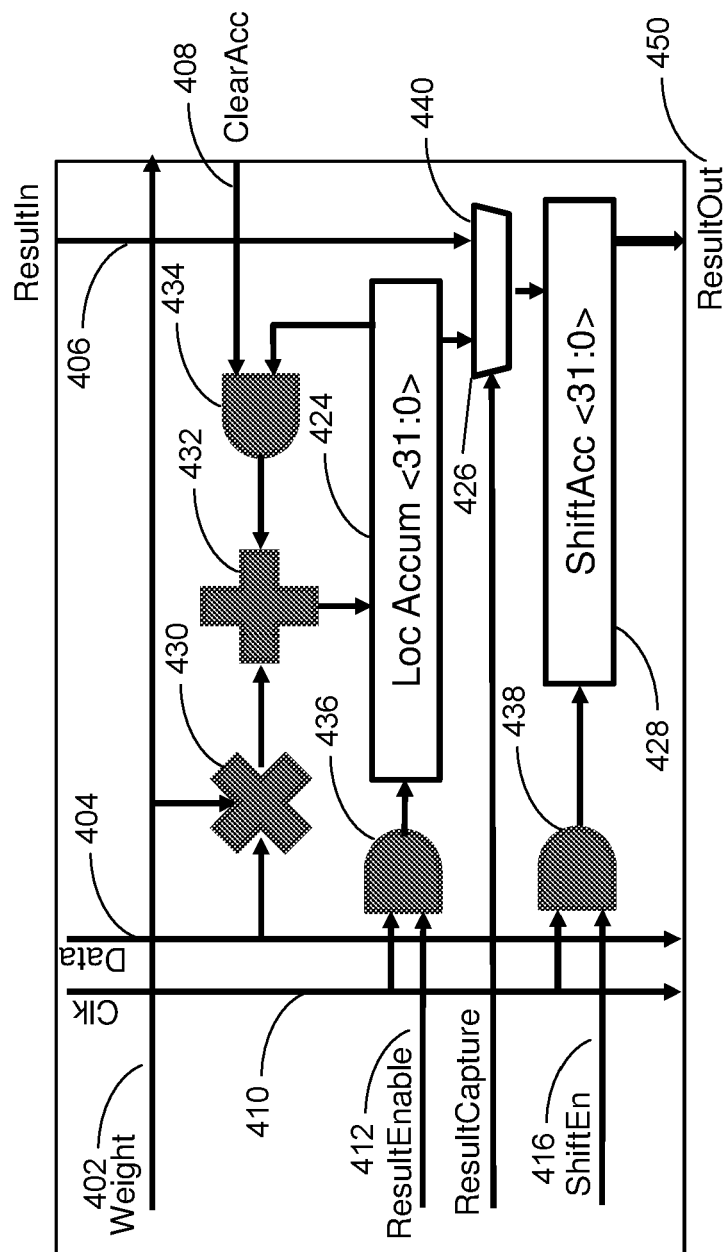 ResultIn
406
434
408
ClearAcc
432
430
404
Data
Clk
402
Weight
424
Loc Accum <31:0>
436
410
412
ResultEnable
440
426
ResultCapture
ShiftAcc <31:0>
438
428
416
ShiftEn
450
ResultOut